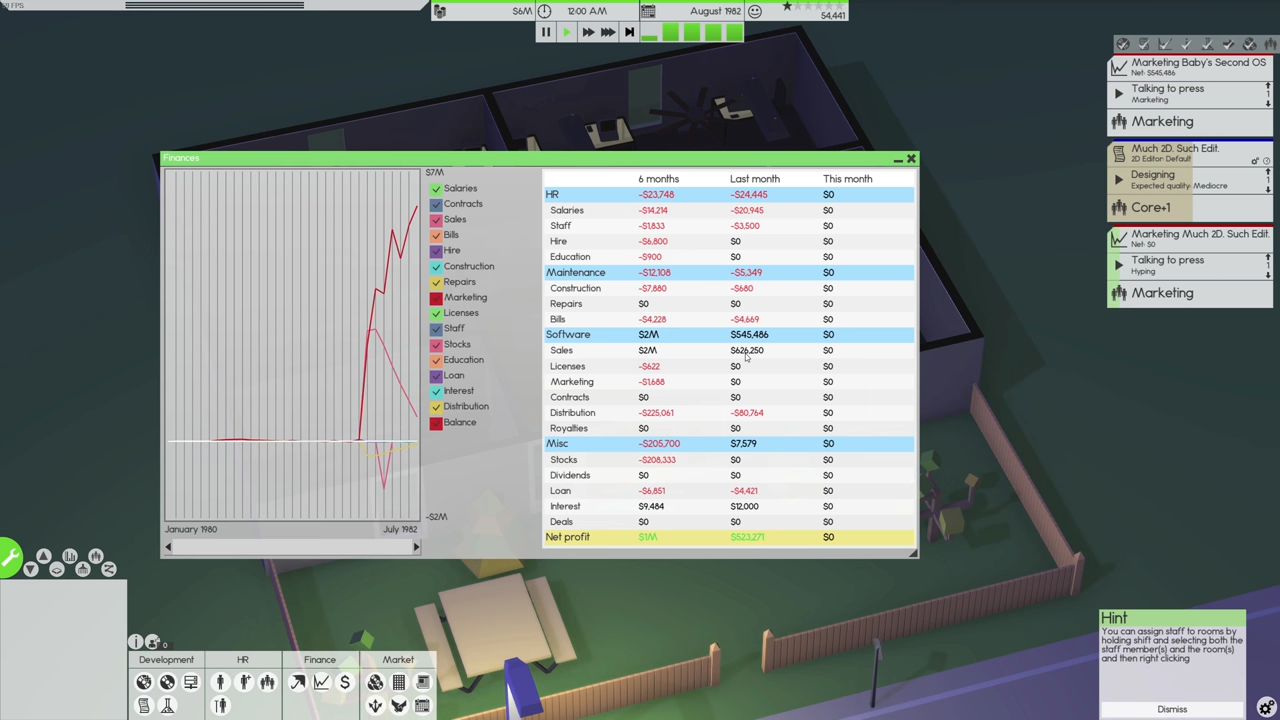 29 FPS
$6M
12:00 AM
August 1982
54,441
Marketing Baby's Second OS
Net: $545,486
Talking to press
Marketing
1
Marketing
Much 2D. Such Edit.
2D Editor: Default
Designing
Expected quality: Mediocre
1
Core+1
Marketing Much 2D. Such Edit.
Net: $0
Talking to press
Hyping
1
Marketing
Finances
$7M
-$2M
January 1980
July 1982
Salaries
Contracts
Sales
Bills
Hire
Construction
Repairs
Marketing
Licenses
Staff
Stocks
Education
Loan
Interest
Distribution
Balance
6 months Last month This month
HR -$23,748 -$24,445 $0
Salaries -$14,214 -$20,945 $0
Staff -$1,833 -$3,500 $0
Hire -$6,800 $0 $0
Education -$900 $0 $0
Maintenance -$12,108 -$5,349 $0
Construction -$7,880 -$680 $0
Repairs $0 $0 $0
Bills -$4,228 -$4,669 $0
Software $2M $545,486 $0
Sales $2M $626,250 $0
Licenses -$622 $0 $0
Marketing -$1,688 $0 $0
Contracts $0 $0 $0
Distribution -$225,061 -$80,764 $0
Royalties $0 $0 $0
Misc -$205,700 $7,579 $0
Stocks -$208,333 $0 $0
Dividends $0 $0 $0
Loan -$6,851 -$4,421 $0
Interest $9,484 $12,000 $0
Deals $0 $0 $0
Net profit $1M $523,271 $0
Hint
You can assign staff to rooms by
holding shift and selecting both the
staff member(s) and the room(s)
and then right clicking
Dismiss
0
Development
HR
Finance
Market